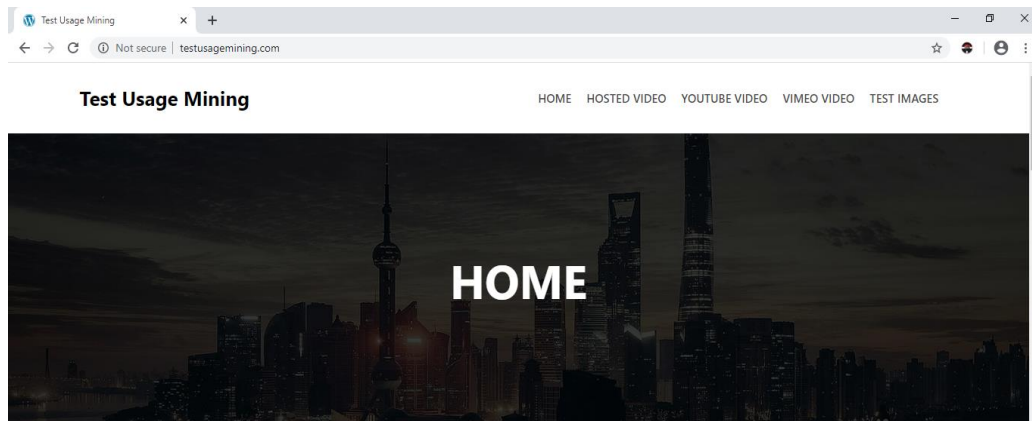 Test Usage Mining
Not secure | testusagemining.com
Test Usage Mining
HOME HOSTED VIDEO YOUTUBE VIDEO VIMEO VIDEO TEST IMAGES
HOME